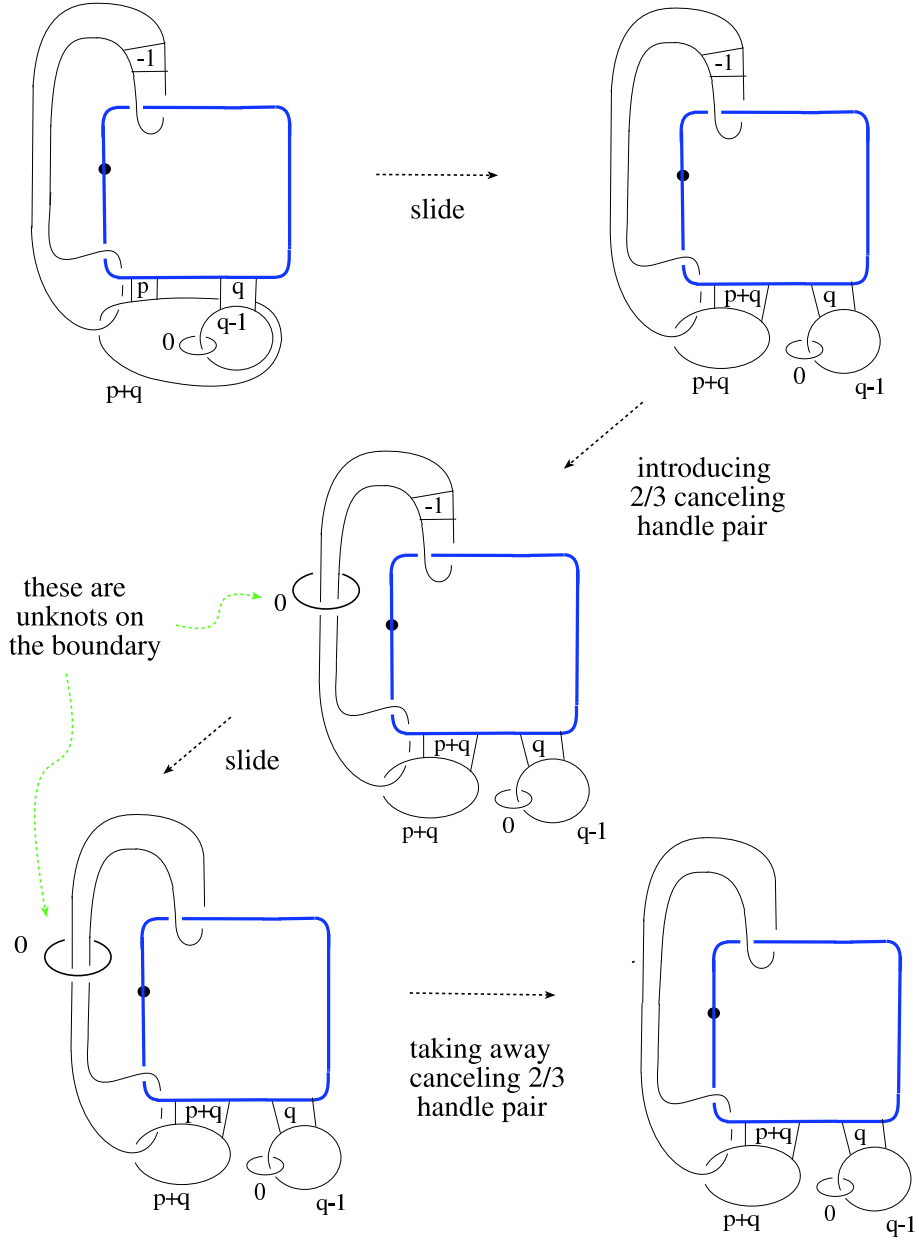 -1
p
q
q-1
0
p+q
slide
-1
p+q
q
0
p+q
q-1
introducing
2/3 canceling
handle pair
these are
unknots on
the boundary
-1
0
p+q
q
0
p+q
q-1
slide
0
p+q
q
0
p+q
q-1
taking away
canceling 2/3
handle pair
p+q
q
0
p+q
q-1